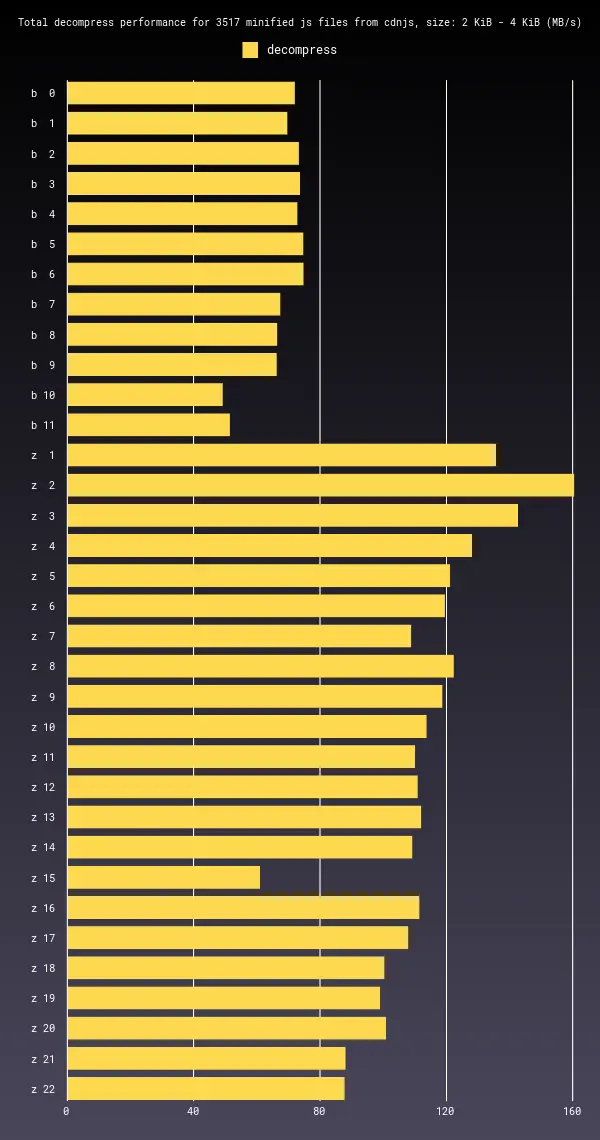 Total decompress performance for 3517 minified js files from cdnjs, size: 2 KiB - 4 KiB (MB/s)
decompress
b 0
b 1
b 2
b 3
b 4
b 5
b 6
b 7
b 8
b 9
b 10
b 11
z 1
z 2
z 3
z 4
z 5
z 6
z 7
z 8
z 9
z 10
z 11
z 12
z 13
z 14
z 15
z 16
z 17
z 18
z 19
z 20
z 21
z 22
0 40 80 120 160